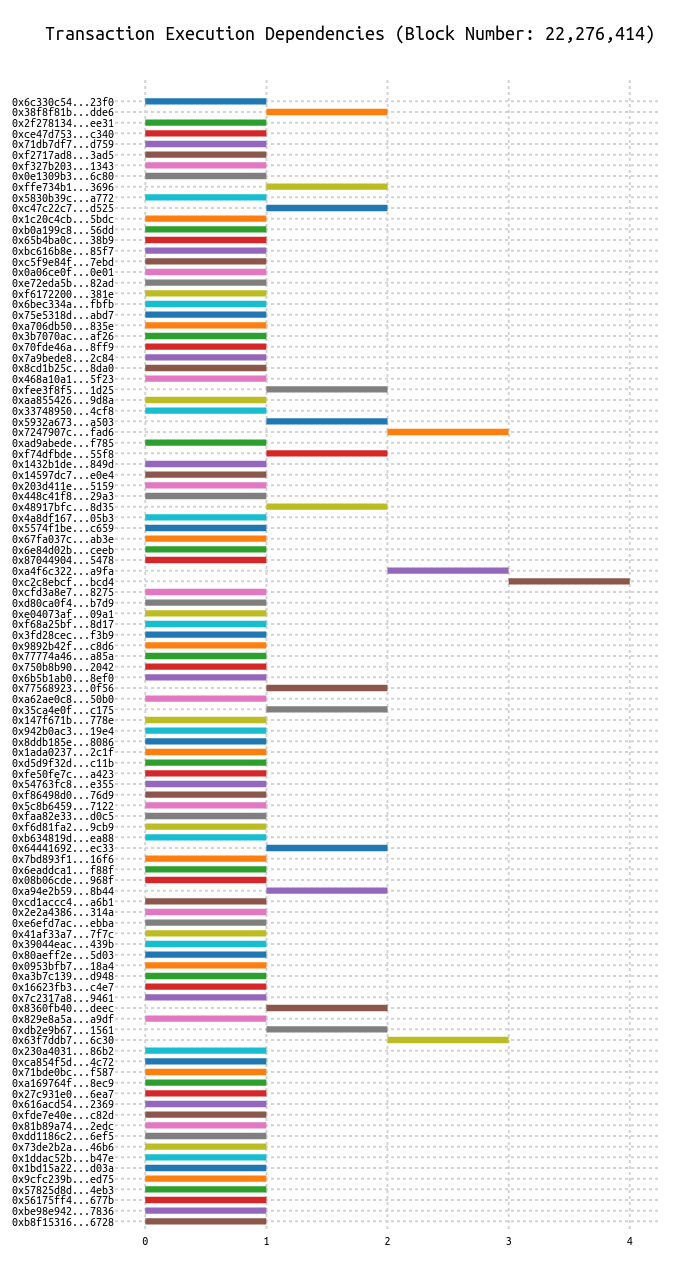 Transaction Execution Dependencies (Block Number: 22,276,414)
0x6c330c54...23f0
0x38f8f81b...dde6
0x2f278134...ee31
0xce47d753...c340
0x71db7df7...d759
0xf2717ad8...3ad5
0xf327b203...1343
0x0e1309b3...6c80
0xffe734b1...3696
0x5830b39c...a772
0xc47c22c7...d525
0x1c20c4cb...5bdc
0xb0a199c8...56dd
0x65b4ba0c...38b9
0xbc616b8e...85f7
0xc5f9e84f...7ebd
0x0a06ce0f...0e01
0xe72eda5b...82ad
0xf6172200...381e
0x6bec334a...fbfb
0x75e5318d...abd7
0xa706db50...835e
0x3b7070ac...af26
0x70fde46a...8ff9
0x7a9bede8...2c84
0x8cd1b25c...8da0
0x468a10a1...5f23
0xfee3f8f5...1d25
0xaa855426...9d8a
0x33748950...4cf8
0x5932a673...a503
0x7247907c...fad6
0xad9abede...f785
0xf74dfbde...55f8
0x1432b1de...849d
0x14597dc7...e0e4
0x203d411e...5159
0x448c41f8...29a3
0x48917bfc...8d35
0x4a8df167...05b3
0x5574f1be...c659
0x67fa037c...ab3e
0x6e84d02b...ceeb
0x87044904...5478
0xa4f6c322...a9fa
0xc2c8ebcf...bcd4
0xcfd3a8e7...8275
0xd80ca0f4...b7d9
0xe04073af...09a1
0xf68a25bf...8d17
0x3fd28cec...f3b9
0x9892b42f...c8d6
0x77774a46...a85a
0x750b8b90...2042
0x6b5b1ab0...8ef0
0x77568923...0f56
0xa62ae0c8...50b0
0x35ca4e0f...c175
0x147f671b...778e
0x942b0ac3...19e4
0x8ddb185e...8086
0x1ada0237...2c1f
0xd5d9f32d...c11b
0xfe50fe7c...a423
0x54763fc8...e355
0xf86498d0...76d9
0x5c8b6459...7122
0xfaa82e33...d0c5
0xf6d81fa2...9cb9
0xb634819d...ea88
0x64441692...ec33
0x7bd893f1...16f6
0x6eaddca1...f88f
0x08b06cde...968f
0xa94e2b59...8b44
0xcd1accc4...a6b1
0x2e2a4386...314a
0xe6efd7ac...ebba
0x41af33a7...7f7c
0x39044eac...439b
0x80aeff2e...5d03
0x0953bfb7...18a4
0xa3b7c139...d948
0x16623fb3...c4e7
0x7c2317a8...9461
0x8360fb40...deec
0x829e8a5a...a9df
0xdb2e9b67...1561
0x63f7ddb7...6c30
0x230a4031...86b2
0xca854f5d...4c72
0x71bde0bc...f587
0xa169764f...8ec9
0x27c931e0...6ea7
0x616acd54...2369
0xfde7e40e...c82d
0x81b89a74...2edc
0xdd1186c2...6ef5
0x73de2b2a...46b6
0x1ddac52b...b47e
0x1bd15a22...d03a
0x9cfc239b...ed75
0x57825d8d...4eb3
0x56175ff4...677b
0xbe98e942...7836
0xb8f15316...6728
0 1 2 3 4